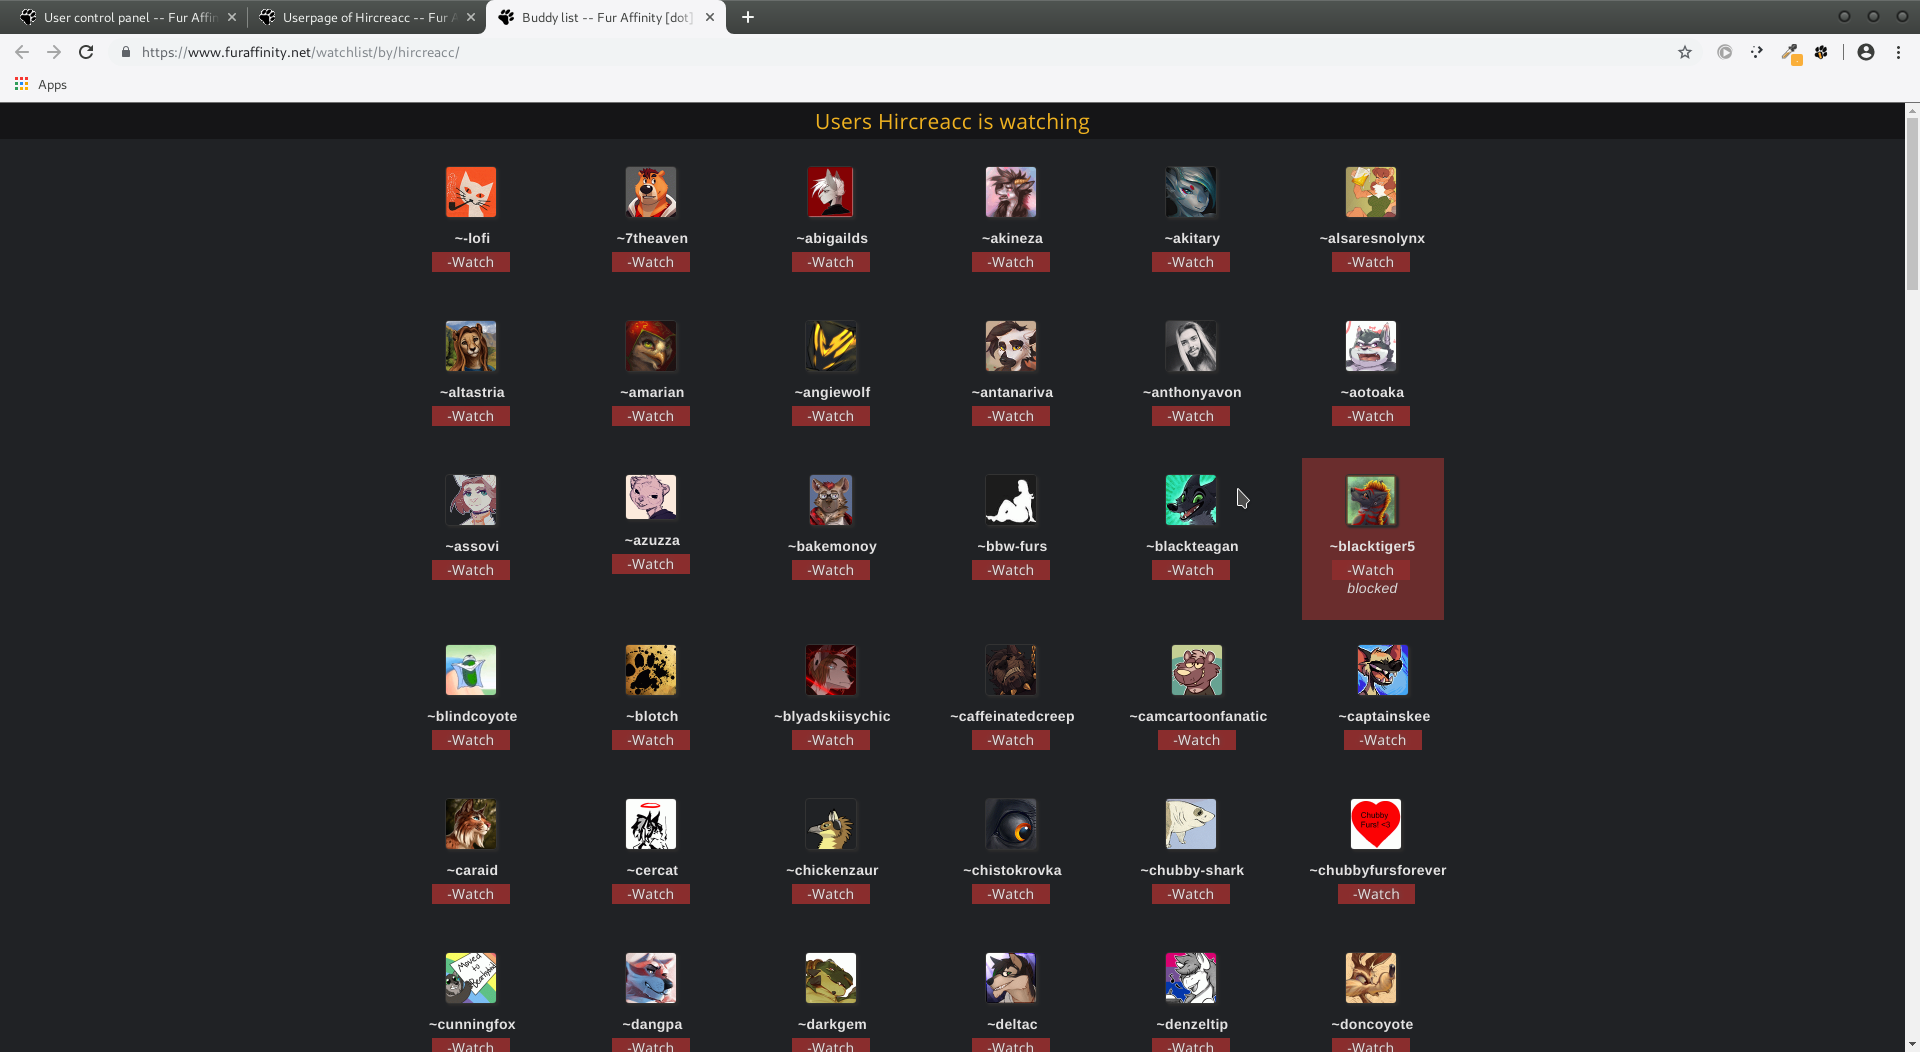 User control panel -- Fur Affin
Userpage of Hircreacc -- Fur A
Buddy list -- Fur Affinity [dot]
https://www.furaffinity.net/watchlist/by/hircreacc/
Apps
Users Hircreacc is watching
~-lofi ~7theaven ~abigailds ~akineza ~akitary ~alsaresnolynx
-Watch -Watch -Watch -Watch -Watch -Watch
~altastria ~amarian ~angiewolf ~antanariva ~anthonyavon ~aotoaka
-Watch -Watch -Watch -Watch -Watch -Watch
~assovi ~azuzza ~bakemonoy ~bbw-furs ~blackteagan ~blacktiger5
-Watch -Watch -Watch -Watch -Watch -Watch
blocked
~blindcoyote ~blotch ~blyadskiisychic ~caffeinatedcreep ~camcartoonfanatic ~captainskee
-Watch -Watch -Watch -Watch -Watch -Watch
Chubby
Furs! <3
~caraid ~cercat ~chickenzaur ~chistokrovka ~chubby-shark ~chubbyfursforever
-Watch -Watch -Watch -Watch -Watch -Watch
Moved
to
~cunningfox ~dangpa ~darkgem ~deltac ~denzeltip ~doncoyote
-Watch -Watch -Watch -Watch -Watch -Watch